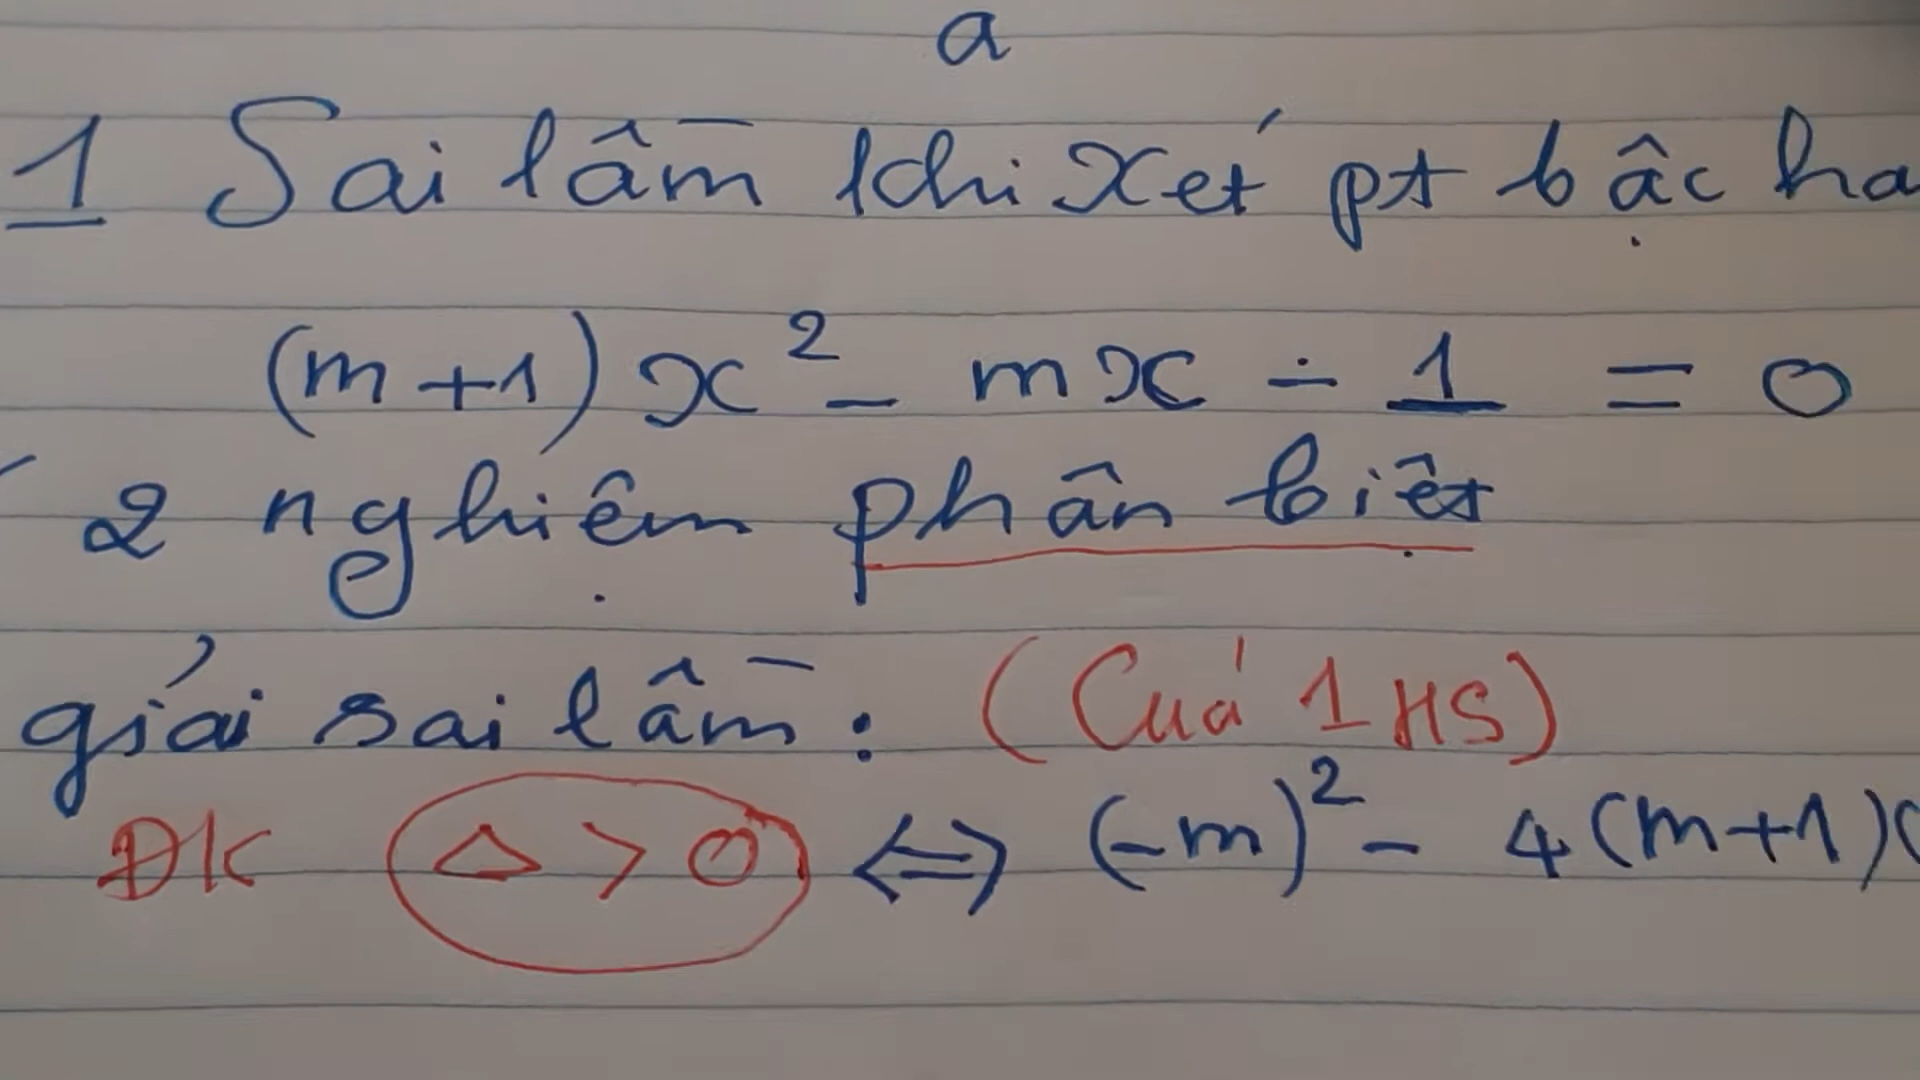 a
1 Sai lầm khi xét pt bậc ha
(m+1)x² - mx - 1 = 0
2 nghiệm phân biệt
giải sai lầm: (Của 1 HS)
ĐK Δ > 0 ⇔ (-m)² - 4(m+1)(